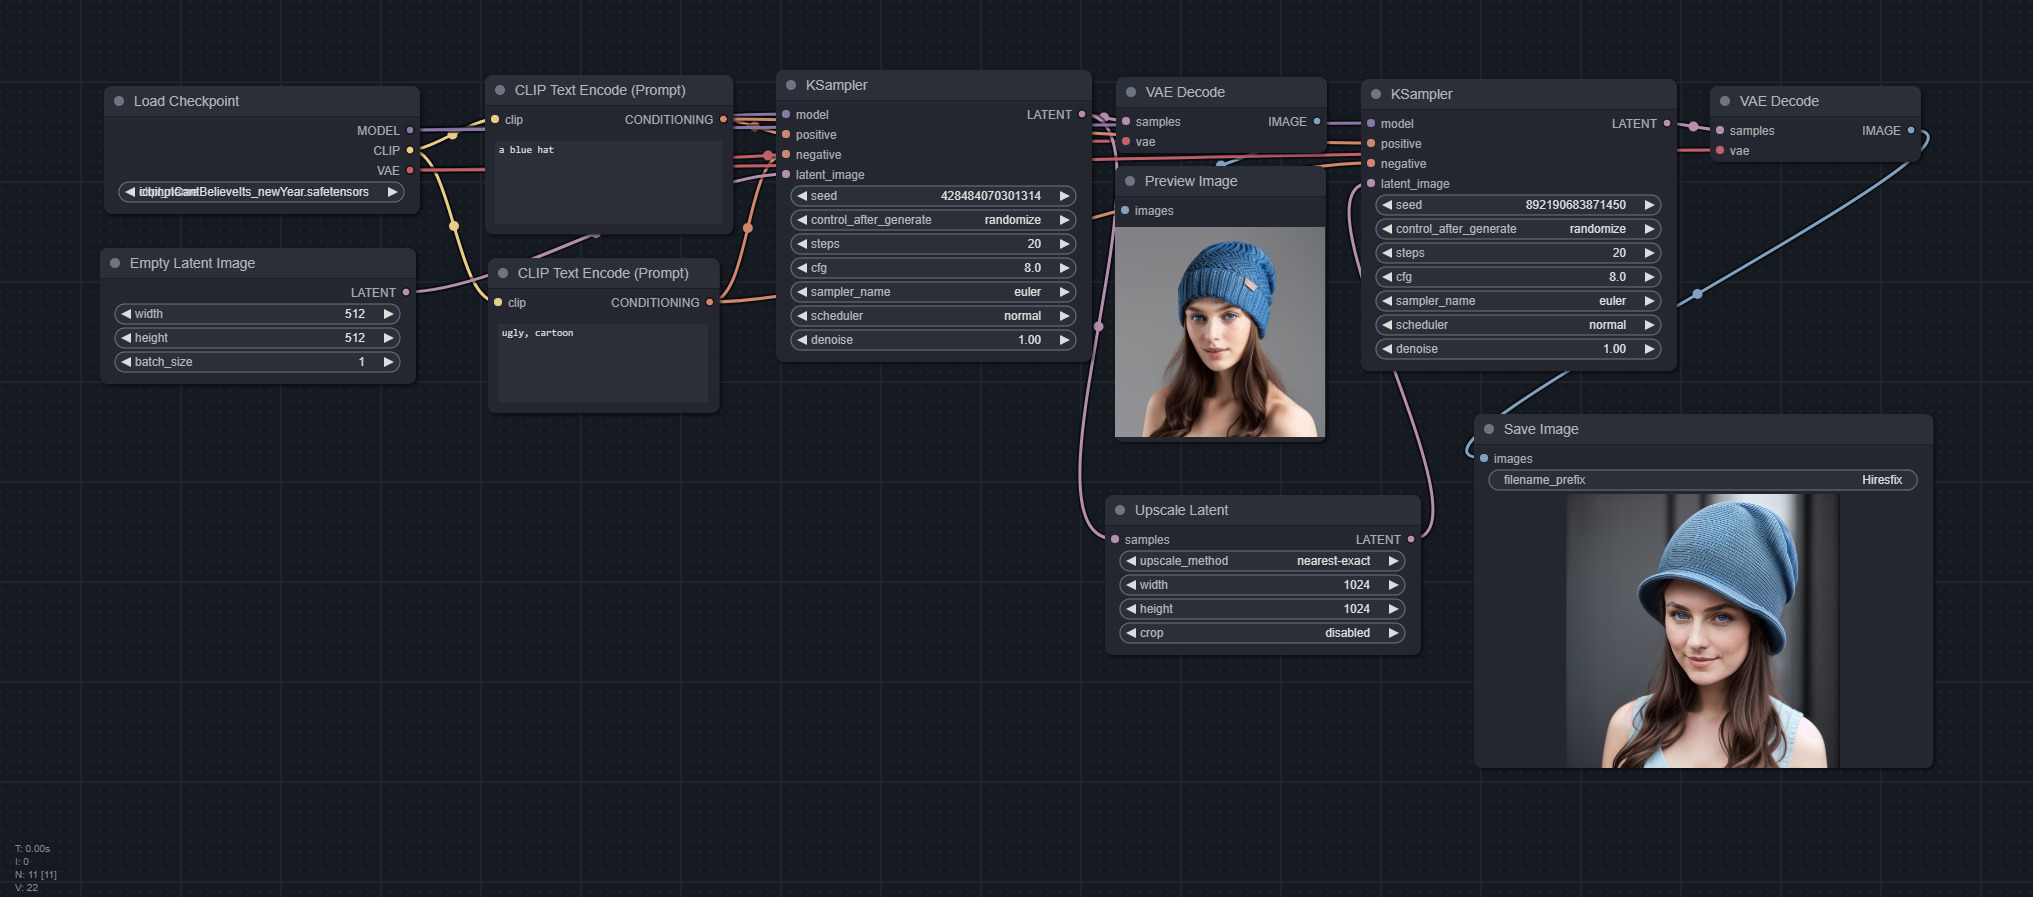 Load Checkpoint
MODEL
CLIP
VAE
Empty Latent Image
LATENT
width 512
height 512
batch_size 1
CLIP Text Encode (Prompt)
clip CONDITIONING
a blue hat
CLIP Text Encode (Prompt)
clip CONDITIONING
ugly, cartoon
KSampler
model LATENT
positive
negative
latent_image
seed 428484070301314
control_after_generate randomize
steps 20
cfg 8.0
sampler_name euler
scheduler normal
denoise 1.00
VAE Decode
samples IMAGE
vae
Preview Image
images
Upscale Latent
samples LATENT
upscale_method nearest-exact
width 1024
height 1024
crop disabled
KSampler
model LATENT
positive
negative
latent_image
seed 892190683871450
control_after_generate randomize
steps 20
cfg 8.0
sampler_name euler
scheduler normal
denoise 1.00
VAE Decode
samples IMAGE
vae
Save Image
images
filename_prefix Hiresfix
T: 0.00s
I: 0
N: 11 [11]
V: 22